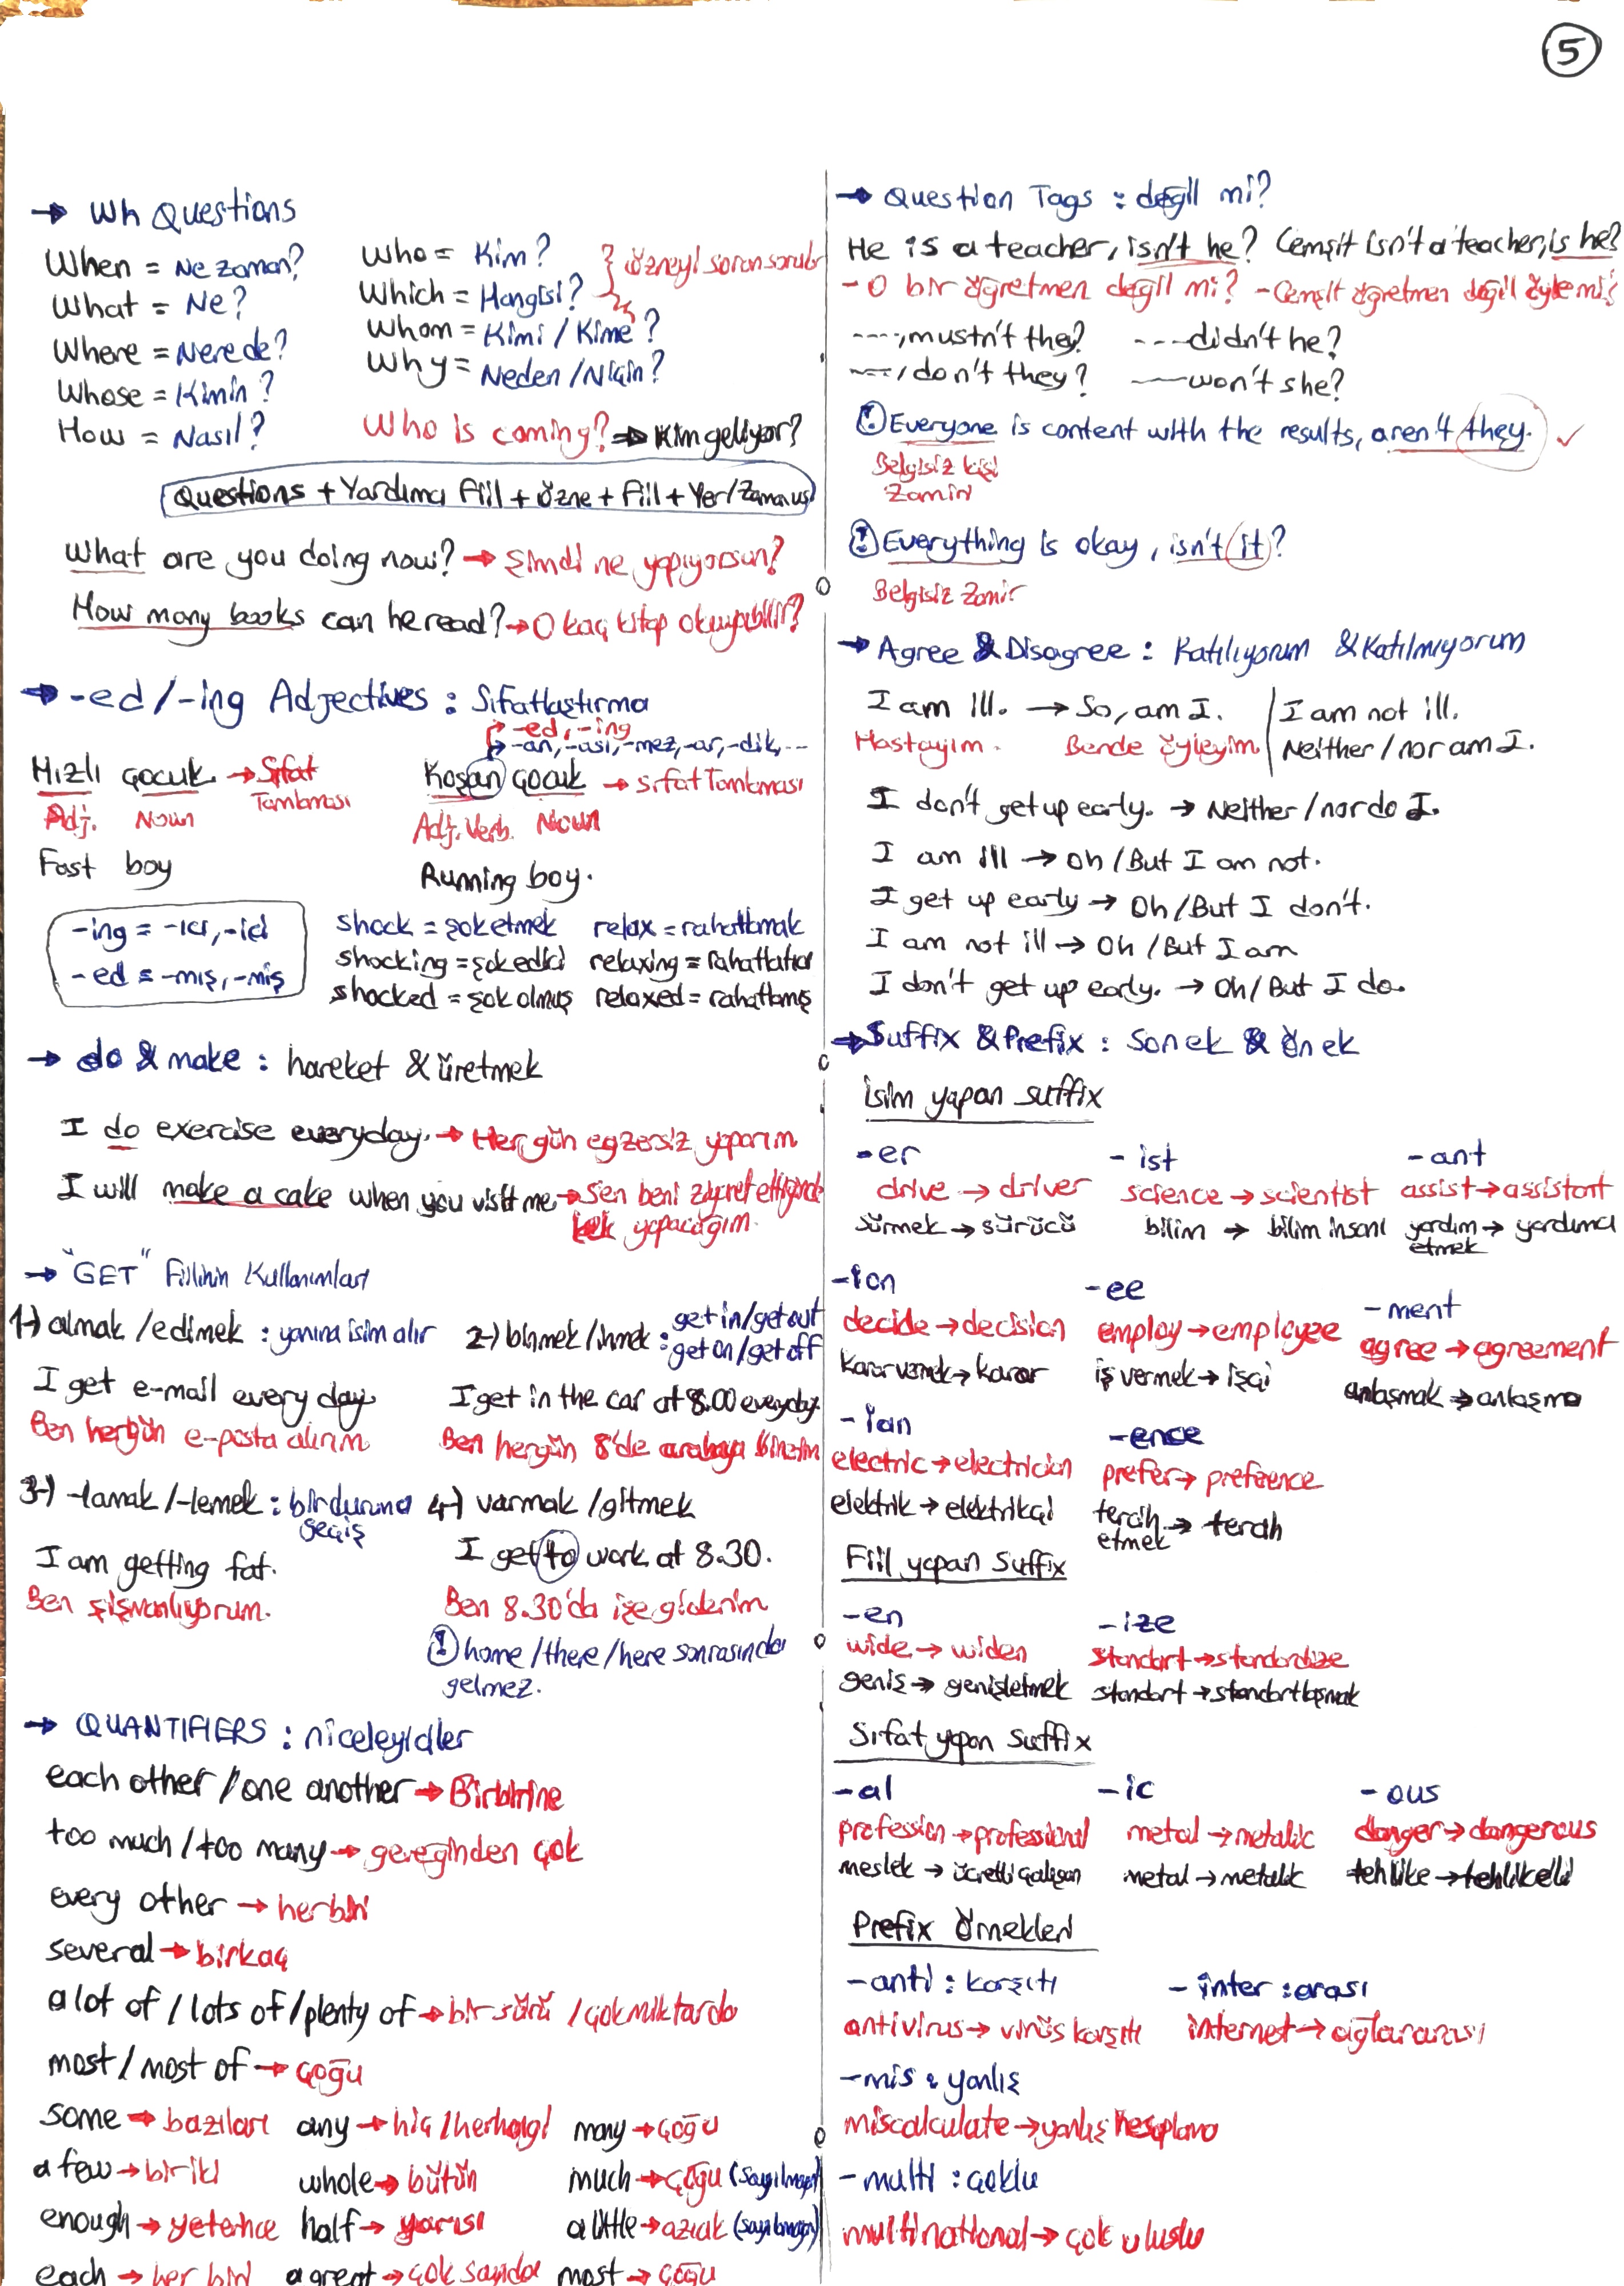 5
→ Wh Questions
When = Ne zaman?
What = Ne?
Where = Nerede?
Whose = Kimin?
How = Nasıl?
Who = Kim?
Which = Hangisi?
} özneyi soran sorular
Whom = Kimi / Kime?
Why = Neden / Niçin?
Who is coming? → Kim geliyor?
Questions + Yardımcı fiil + özne + fiil + Yer/Zaman
What are you doing now? → Şimdi ne yapıyorsun?
How many books can he read? → O kaç kitap okuyabilir?
→ -ed / -ing Adjectives : Sıfatlaştırma
→ -ed, -ing
→ -an, -ası, -mez, -ar, -dik, ...
Hızlı çocuk → Sıfat Tamlaması
Adj. Noun
Fast boy
Koşan çocuk → sıfat Tamlaması
Adj. Verb. Noun
Running boy.
-ing = -ıcı, -ici
-ed = -mış, -miş
shock = şok etmek relax = rahatlamak
shocking = şok edici relaxing = rahatlatıcı
shocked = şok olmuş relaxed = rahatlamış
→ do & make : hareket & üretmek
I do exercise everyday. → Her gün egzersiz yaparım
I will make a cake when you visit me → Sen beni ziyaret ettiğinde
kek yapacağım.
→ "GET" Fiilinin Kullanımları
1-) almak / edinmek : yanına isim alır
I get e-mail every day
Ben hergün e-posta alırım
2-) binmek / inmek : get in / get out
get on / get off
I get in the car at 8.00 everyday.
Ben hergün 8'de arabaya binerim
3-) -lamak / -lemek : bir duruma
geçiş
I am getting fat.
Ben şişmanlıyorum.
4-) varmak / gitmek
I get to work at 8.30.
Ben 8.30'da işe giderim
! home / there / here sonrasında
gelmez.
→ QUANTIFIERS : niceleyiciler
each other / one another → Birbirine
too much / too many → gereğinden çok
every other → her biri
several → birkaç
a lot of / lots of / plenty of → bir sürü / çok miktarda
most / most of → çoğu
some → bazıları any → hiç / herhangi many → çoğu
a few → bir iki whole → bütün much → çoğu (sayılmayan)
enough → yeterince half → yarısı a little → azıcık (sayılmayan)
each → her biri a great → çok sayıda most → çoğu
→ Question Tags : değil mi?
He is a teacher, isn't he? Cemşit isn't a teacher, is he?
- O bir öğretmen değil mi? - Cemşit öğretmen değil öyle mi?
----, mustn't they? ----didn't he?
----, don't they? ----won't she?
! Everyone is content with the results, aren't they. ✓
Belgisiz kişi
Zamiri
! Everything is okay, isn't it?
Belgisiz Zamir
→ Agree & Disagree : Katılıyorum & Katılmıyorum
I am ill. → So, am I. I am not ill.
Hastayım. Bende öyleyim. Neither / nor am I.
I don't get up early. → Neither / nor do I.
I am ill → Oh / But I am not.
I get up early → Oh / But I don't.
I am not ill → Oh / But I am
I don't get up early. → Oh / But I do.
→ Suffix & Prefix : Sonek & Önek
İsim yapan suffix
-er - ist - ant
drive → driver science → scientist assist → assistant
sürmek → sürücü bilim → bilim insanı yardım etmek → yardımcı
-ion -ee -ment
decide → decision employ → employee agree → agreement
karar vermek → karar iş vermek → işçi anlaşmak → anlaşma
-ian -ence
electric → electrician prefer → preference
elektrik → elektrikçi tercih etmek → tercih
Fiil yapan suffix
-en -ize
wide → widen standart → standardize
geniş → genişletmek standart → standartlaşmak
Sıfat yapan suffix
-al -ic - ous
profession → professional metal → metalic danger → dangerous
meslek → ücretli çalışan metal → metalik tehlike → tehlikeli
Prefix Örnekleri
-anti : karşıtı - inter : arası
antivirus → virüs karşıtı internet → ağlararası
-mis : yanlış
miscalculate → yanlış hesaplama
-multi : çoklu
multinational → çok uluslu